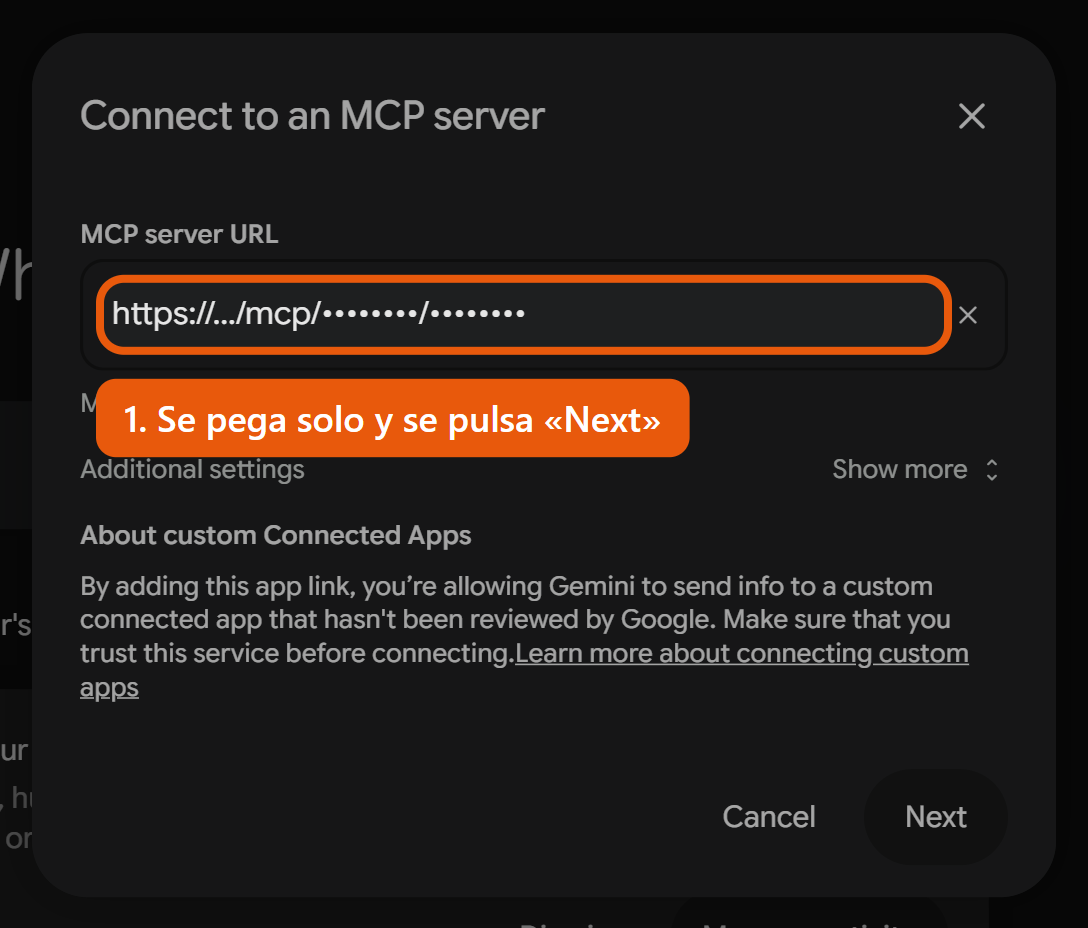 Connect to an MCP server
MCP server URL
https://.../mcp/••••••••/••••••••
1. Se pega solo y se pulsa «Next»
Additional settings
Show more
About custom Connected Apps
By adding this app link, you’re allowing Gemini to send info to a custom
connected app that hasn't been reviewed by Google. Make sure that you
trust this service before connecting.Learn more about connecting custom
apps
Cancel
Next